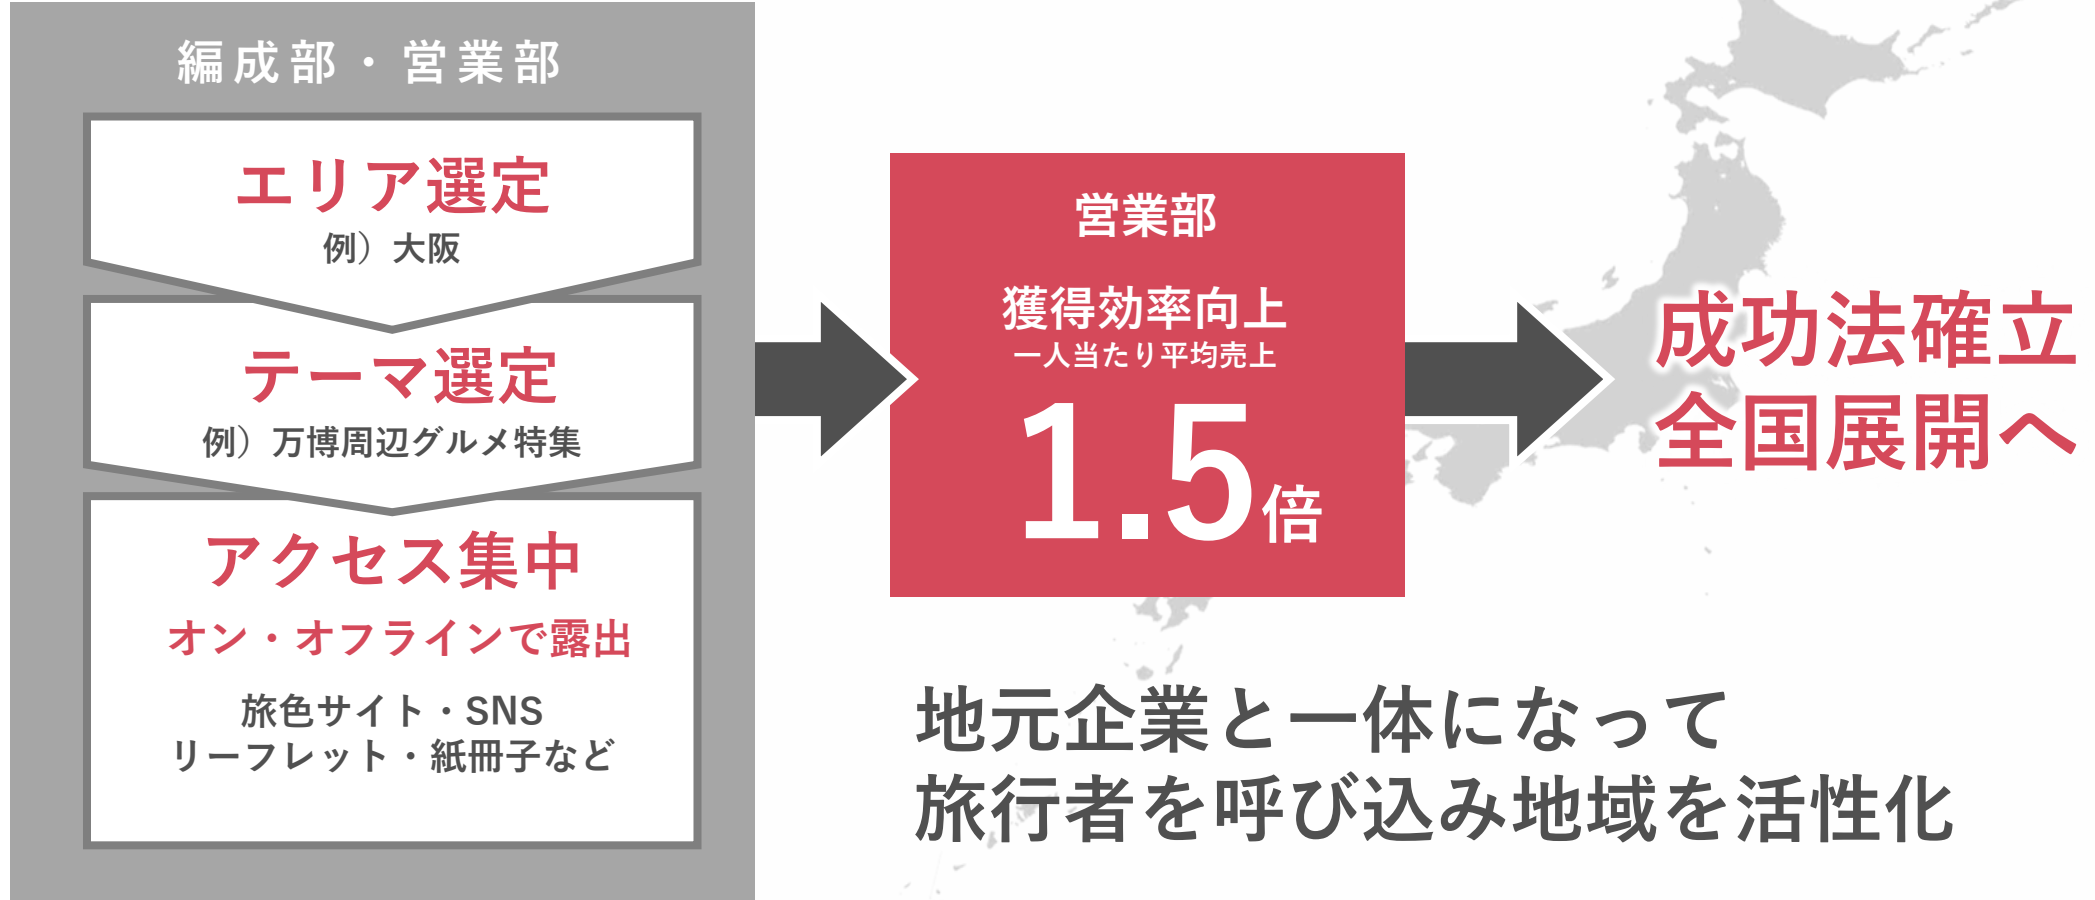 編成部・営業部
エリア選定
例）大阪
テーマ選定
例）万博周辺グルメ特集
アクセス集中
オン・オフラインで露出
旅色サイト・SNS
リーフレット・紙冊子など
営業部
獲得効率向上
一人当たり平均売上
1.5倍
成功法確立
全国展開へ
地元企業と一体になって
旅行者を呼び込み地域を活性化